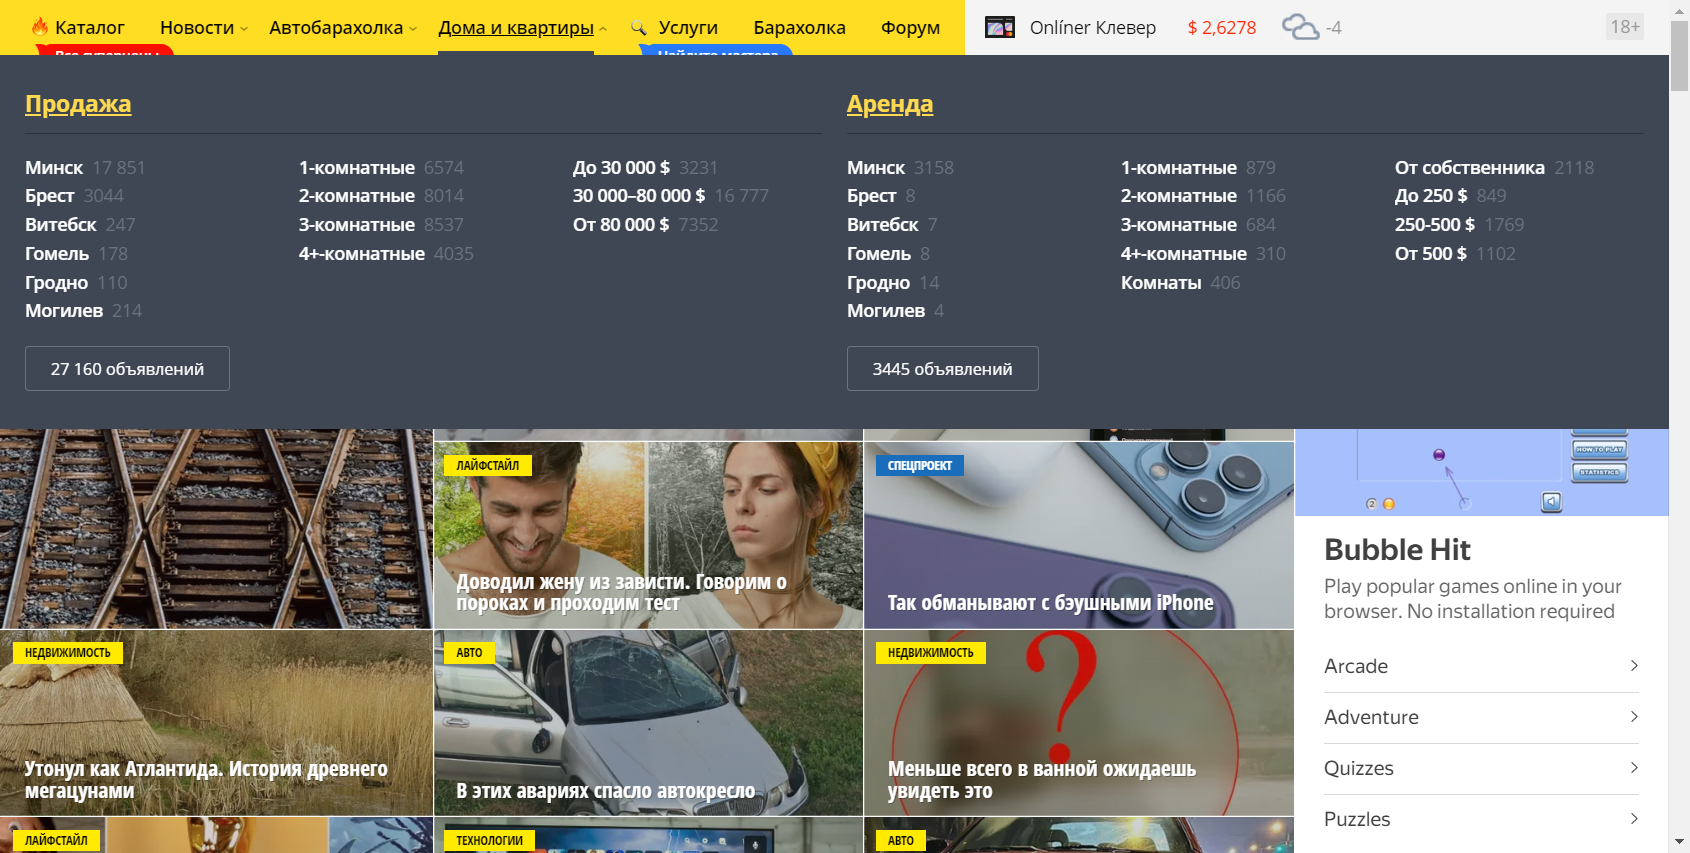 Каталог
Новости
Автобарахолка
Дома и квартиры
Услуги
Барахолка
Форум
Onlíner Клевер
$ 2,6278
-4
18+
Продажа
Минск 17 851
Брест 3044
Витебск 247
Гомель 178
Гродно 110
Могилев 214
1-комнатные 6574
2-комнатные 8014
3-комнатные 8537
4+-комнатные 4035
До 30 000 $ 3231
30 000–80 000 $ 16 777
От 80 000 $ 7352
27 160 объявлений
Аренда
Минск 3158
Брест 8
Витебск 7
Гомель 8
Гродно 14
Могилев 4
1-комнатные 879
2-комнатные 1166
3-комнатные 684
4+-комнатные 310
Комнаты 406
От собственника 2118
До 250 $ 849
250-500 $ 1769
От 500 $ 1102
3445 объявлений
ЛАЙФСТАЙЛ
Доводил жену из зависти. Говорим о
пороках и проходим тест
СПЕЦПРОЕКТ
Так обманывают с бэушными iPhone
HOW TO PLAY
STATISTICS
2
Bubble Hit
Play popular games online in your
browser. No installation required
Arcade
Adventure
Quizzes
Puzzles
НЕДВИЖИМОСТЬ
Утонул как Атлантида. История древнего
мегацунами
АВТО
В этих авариях спасло автокресло
НЕДВИЖИМОСТЬ
?
Меньше всего в ванной ожидаешь
увидеть это
ЛАЙФСТАЙЛ
ТЕХНОЛОГИИ
АВТО